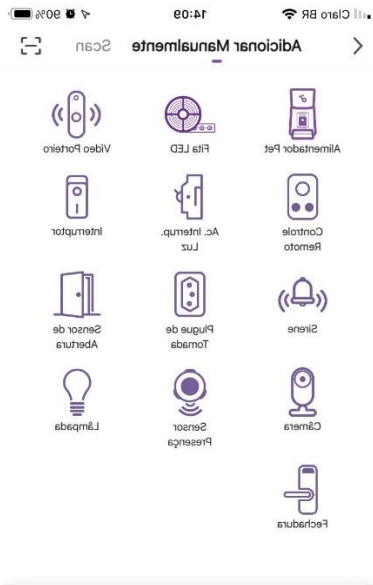 Claro BR 14:09 90%
Adicionar Manualmente Scan
Alimentador Pet
Fita LED
Video Porteiro
Controle
Remoto
Ac. Interrup.
Luz
Interruptor
Sirene
Plugue de
Tomada
Sensor de
Abertura
Câmera
Sensor
Presença
Lâmpada
Fechadura